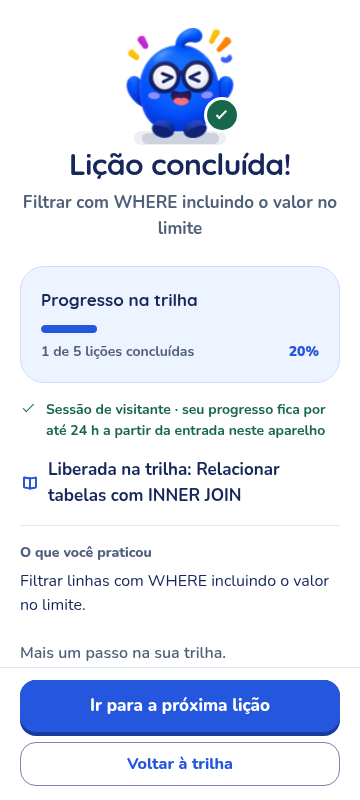 Lição concluída!
Filtrar com WHERE incluindo o valor no
limite
Progresso na trilha
1 de 5 lições concluídas
20%
Sessão de visitante · seu progresso fica por
até 24 h a partir da entrada neste aparelho
Liberada na trilha: Relacionar
tabelas com INNER JOIN
O que você praticou
Filtrar linhas com WHERE incluindo o valor
no limite.
Mais um passo na sua trilha.
Ir para a próxima lição
Voltar à trilha